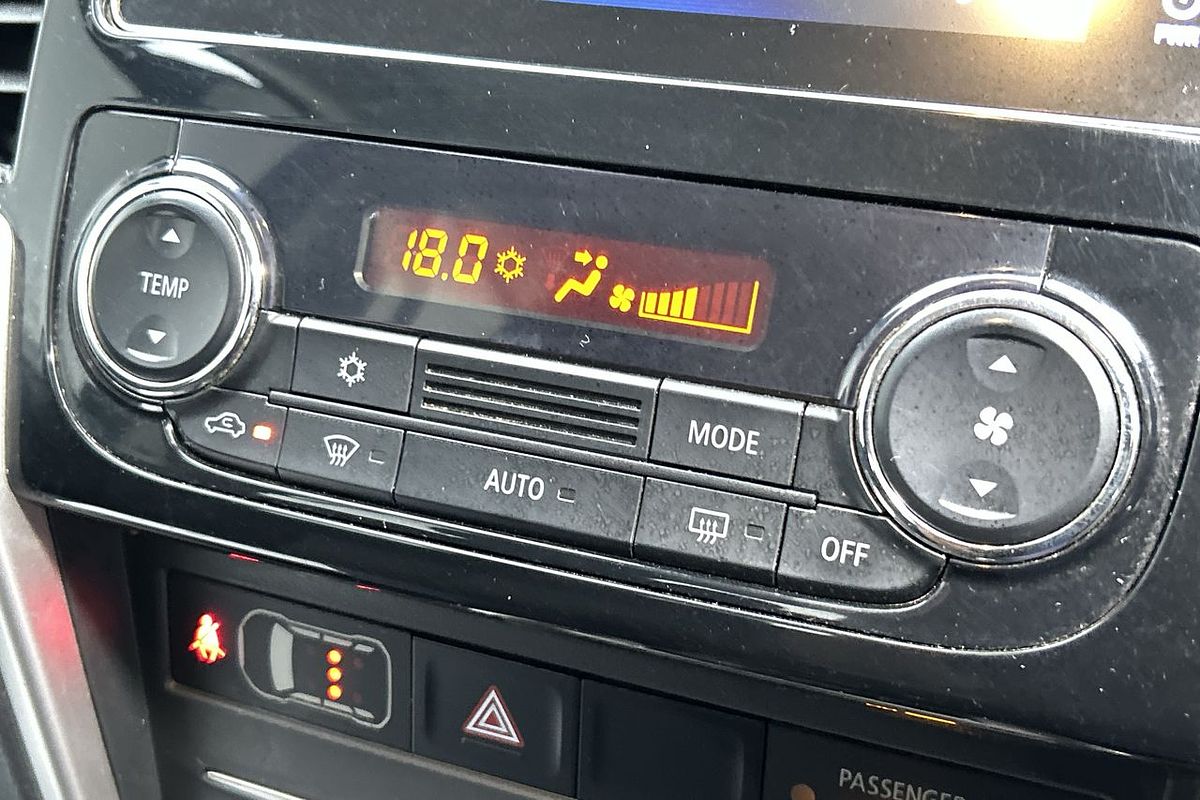 18.0
TEMP
MODE
AUTO
OFF
PASSENGER